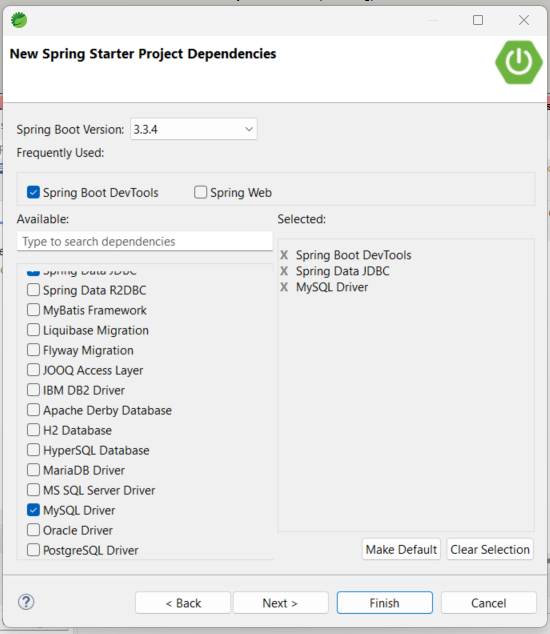 New Spring Starter Project Dependencies
Spring Boot Version: 3.3.4
Frequently Used:
Spring Boot DevTools Spring Web
Available: Selected:
Type to search dependencies
Spring Data JDBC
Spring Data R2DBC
MyBatis Framework
Liquibase Migration
Flyway Migration
JOOQ Access Layer
IBM DB2 Driver
Apache Derby Database
H2 Database
HyperSQL Database
MariaDB Driver
MS SQL Server Driver
MySQL Driver
Oracle Driver
PostgreSQL Driver
X Spring Boot DevTools
X Spring Data JDBC
X MySQL Driver
Make Default Clear Selection
? < Back Next > Finish Cancel